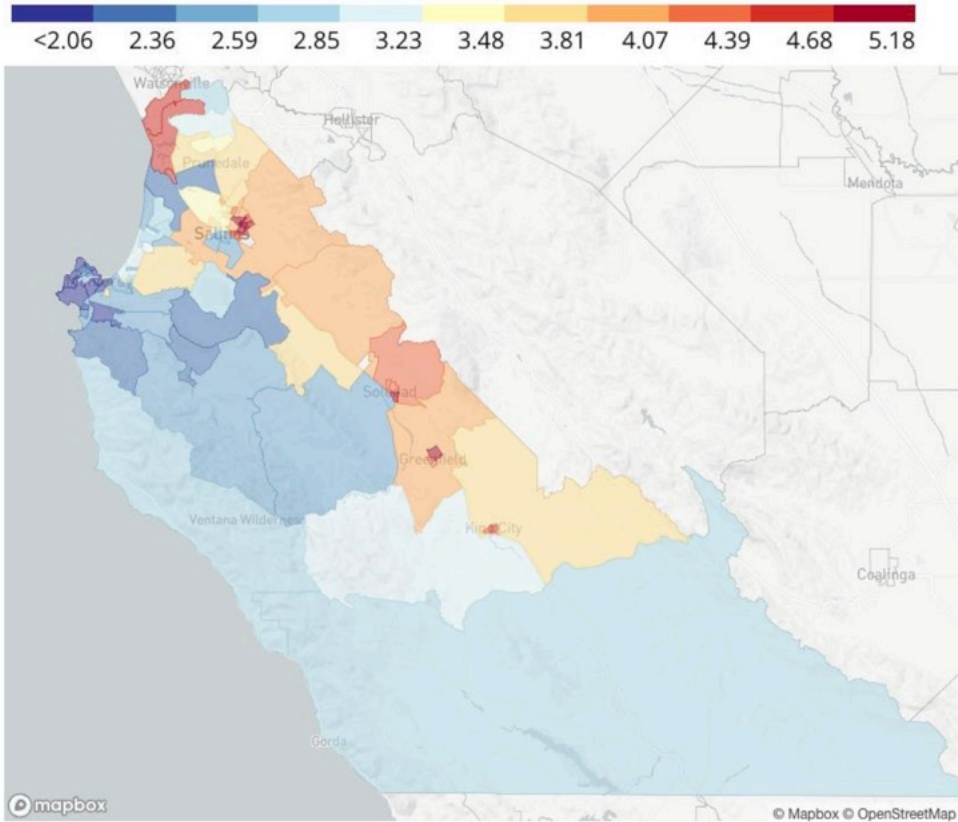 <2.06 2.36 2.59 2.85 3.23 3.48 3.81 4.07 4.39 4.68 5.18
Watsonville
Hollister
Prunedale
Mendota
Salinas
Soledad
Greenfield
Ventana Wilderness
King City
Coalinga
Gorda
mapbox
© Mapbox © OpenStreetMap